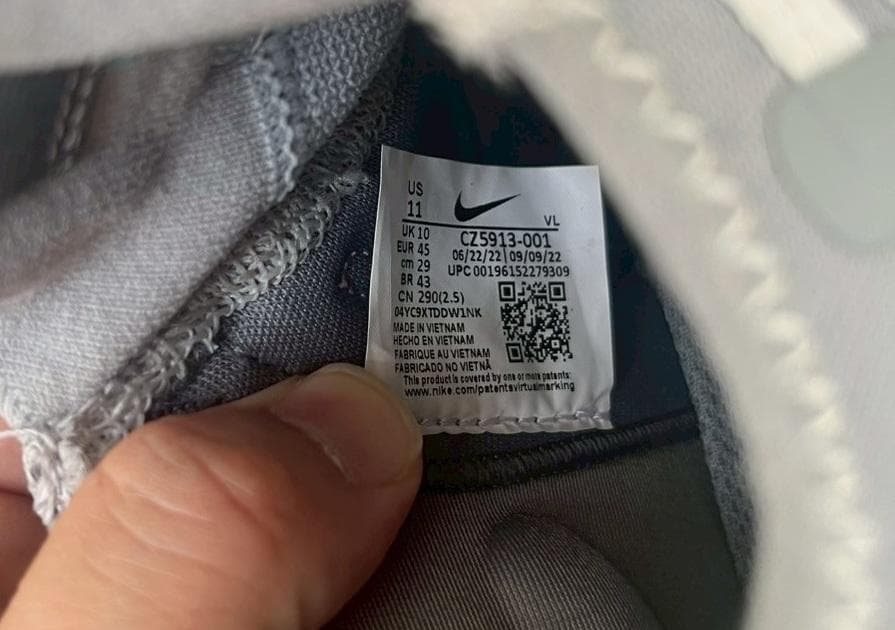 US
11
VL
UK 10
EUR 45
cm 29
BR 43
CN 290(2.5)
CZ5913-001
06/22/22 | 09/09/22
UPC 00196152279309
04YC9XTDDW1NK
MADE IN VIETNAM
HECHO EN VIETNAM
FABRIQUE AU VIETNAM
FABRICADO NO VIETNÃ
This product is covered by one or more patents:
www.nike.com/patentsvirtualmarking